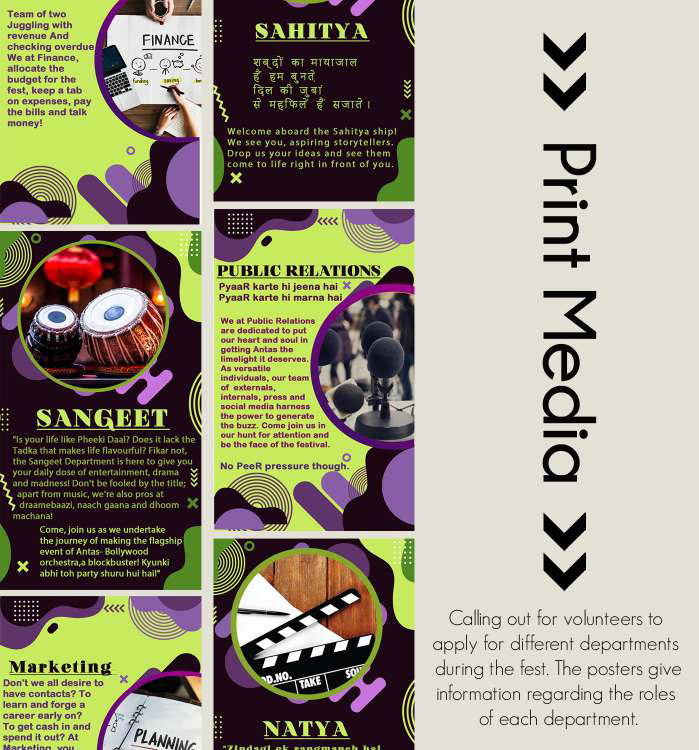 Team of two
Juggling with
revenue And
checking overdue
We at Finance,
allocate the
budget for the
fest, keep a tab
on expenses, pay
the bills and talk
money!
FINANCE
funding
saving
SAHITYA
शब्दों का मायाजाल
हैं हम बुनते
दिल की जुबां
से महफिलें हैं सजाते।
Welcome aboard the Sahitya ship!
We see you, aspiring storytellers.
Drop us your ideas and see them
come to life right in front of you.
SANGEET
"Is your life like Pheeki Daal? Does it lack the
Tadka that makes life flavourful? Fikar not,
the Sangeet Department is here to give you
your daily dose of entertainment, drama
and madness! Don't be fooled by the title;
apart from music, we're also pros at
draamebaazi, naach gaana and dhoom
machana!
Come, join us as we undertake
the journey of making the flagship
event of Antas- Bollywood
orchestra,a blockbuster! Kyunki
abhi toh party shuru hui hai!"
PUBLIC RELATIONS
PyaaR karte hi jeena hai
PyaaR karte hi marna hai
We at Public Relations
are dedicated to put
our heart and soul in
getting Antas the
limelight it deserves.
As versatile
individuals, our team
of externals,
internals, press and
social media harness
the power to generate
the buzz. Come join us in
our hunt for attention and
be the face of the festival.
No PeeR pressure though.
Marketing
Don't we all desire to
have contacts? To
learn and forge a
career early on?
To get cash in and
spend it out? At
Marketing, you
PLANNING
TAKE
NATYA
"Zindagi ek rangmanch hai
Print Media
Calling out for volunteers to
apply for different departments
during the fest. The posters give
information regarding the roles
of each department.